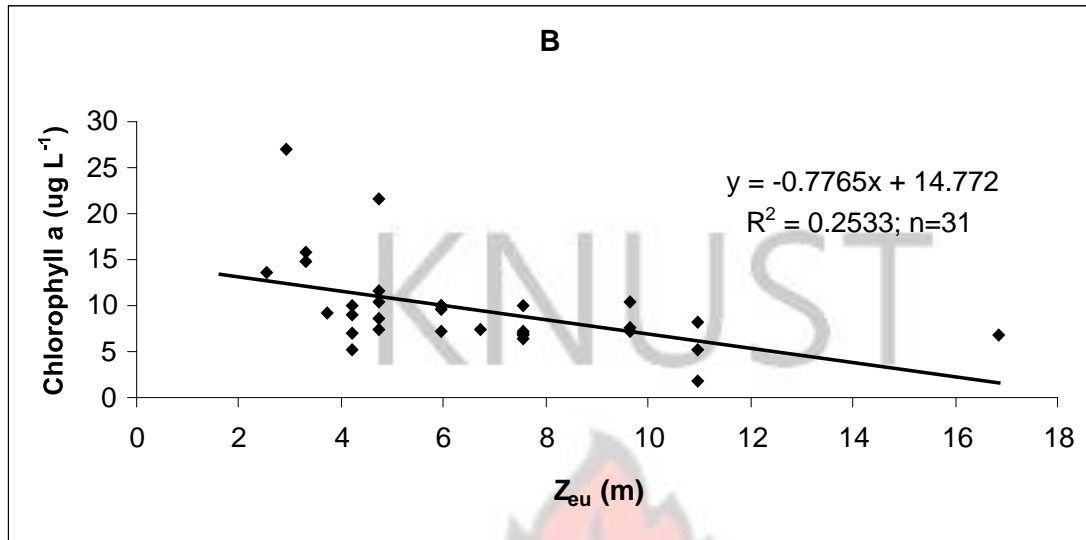 B
Chlorophyll a (ug L⁻¹)
30
25
20
15
10
5
0
y = -0.7765x + 14.772
R² = 0.2533; n=31
KNUST
0 2 4 6 8 10 12 14 16 18
Zₑᵤ (m)